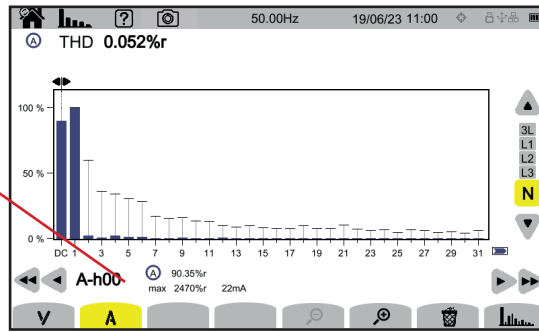 ?
50.00Hz
19/06/23 11:00
A
THD 0.052%r
100 %
50 %
0 %
DC 1 3 5 7 9 11 13 15 17 19 21 23 25 27 29 31
3L
L1
L2
L3
N
A-h00
A 90.35%r
max 2470%r 22mA
V
A